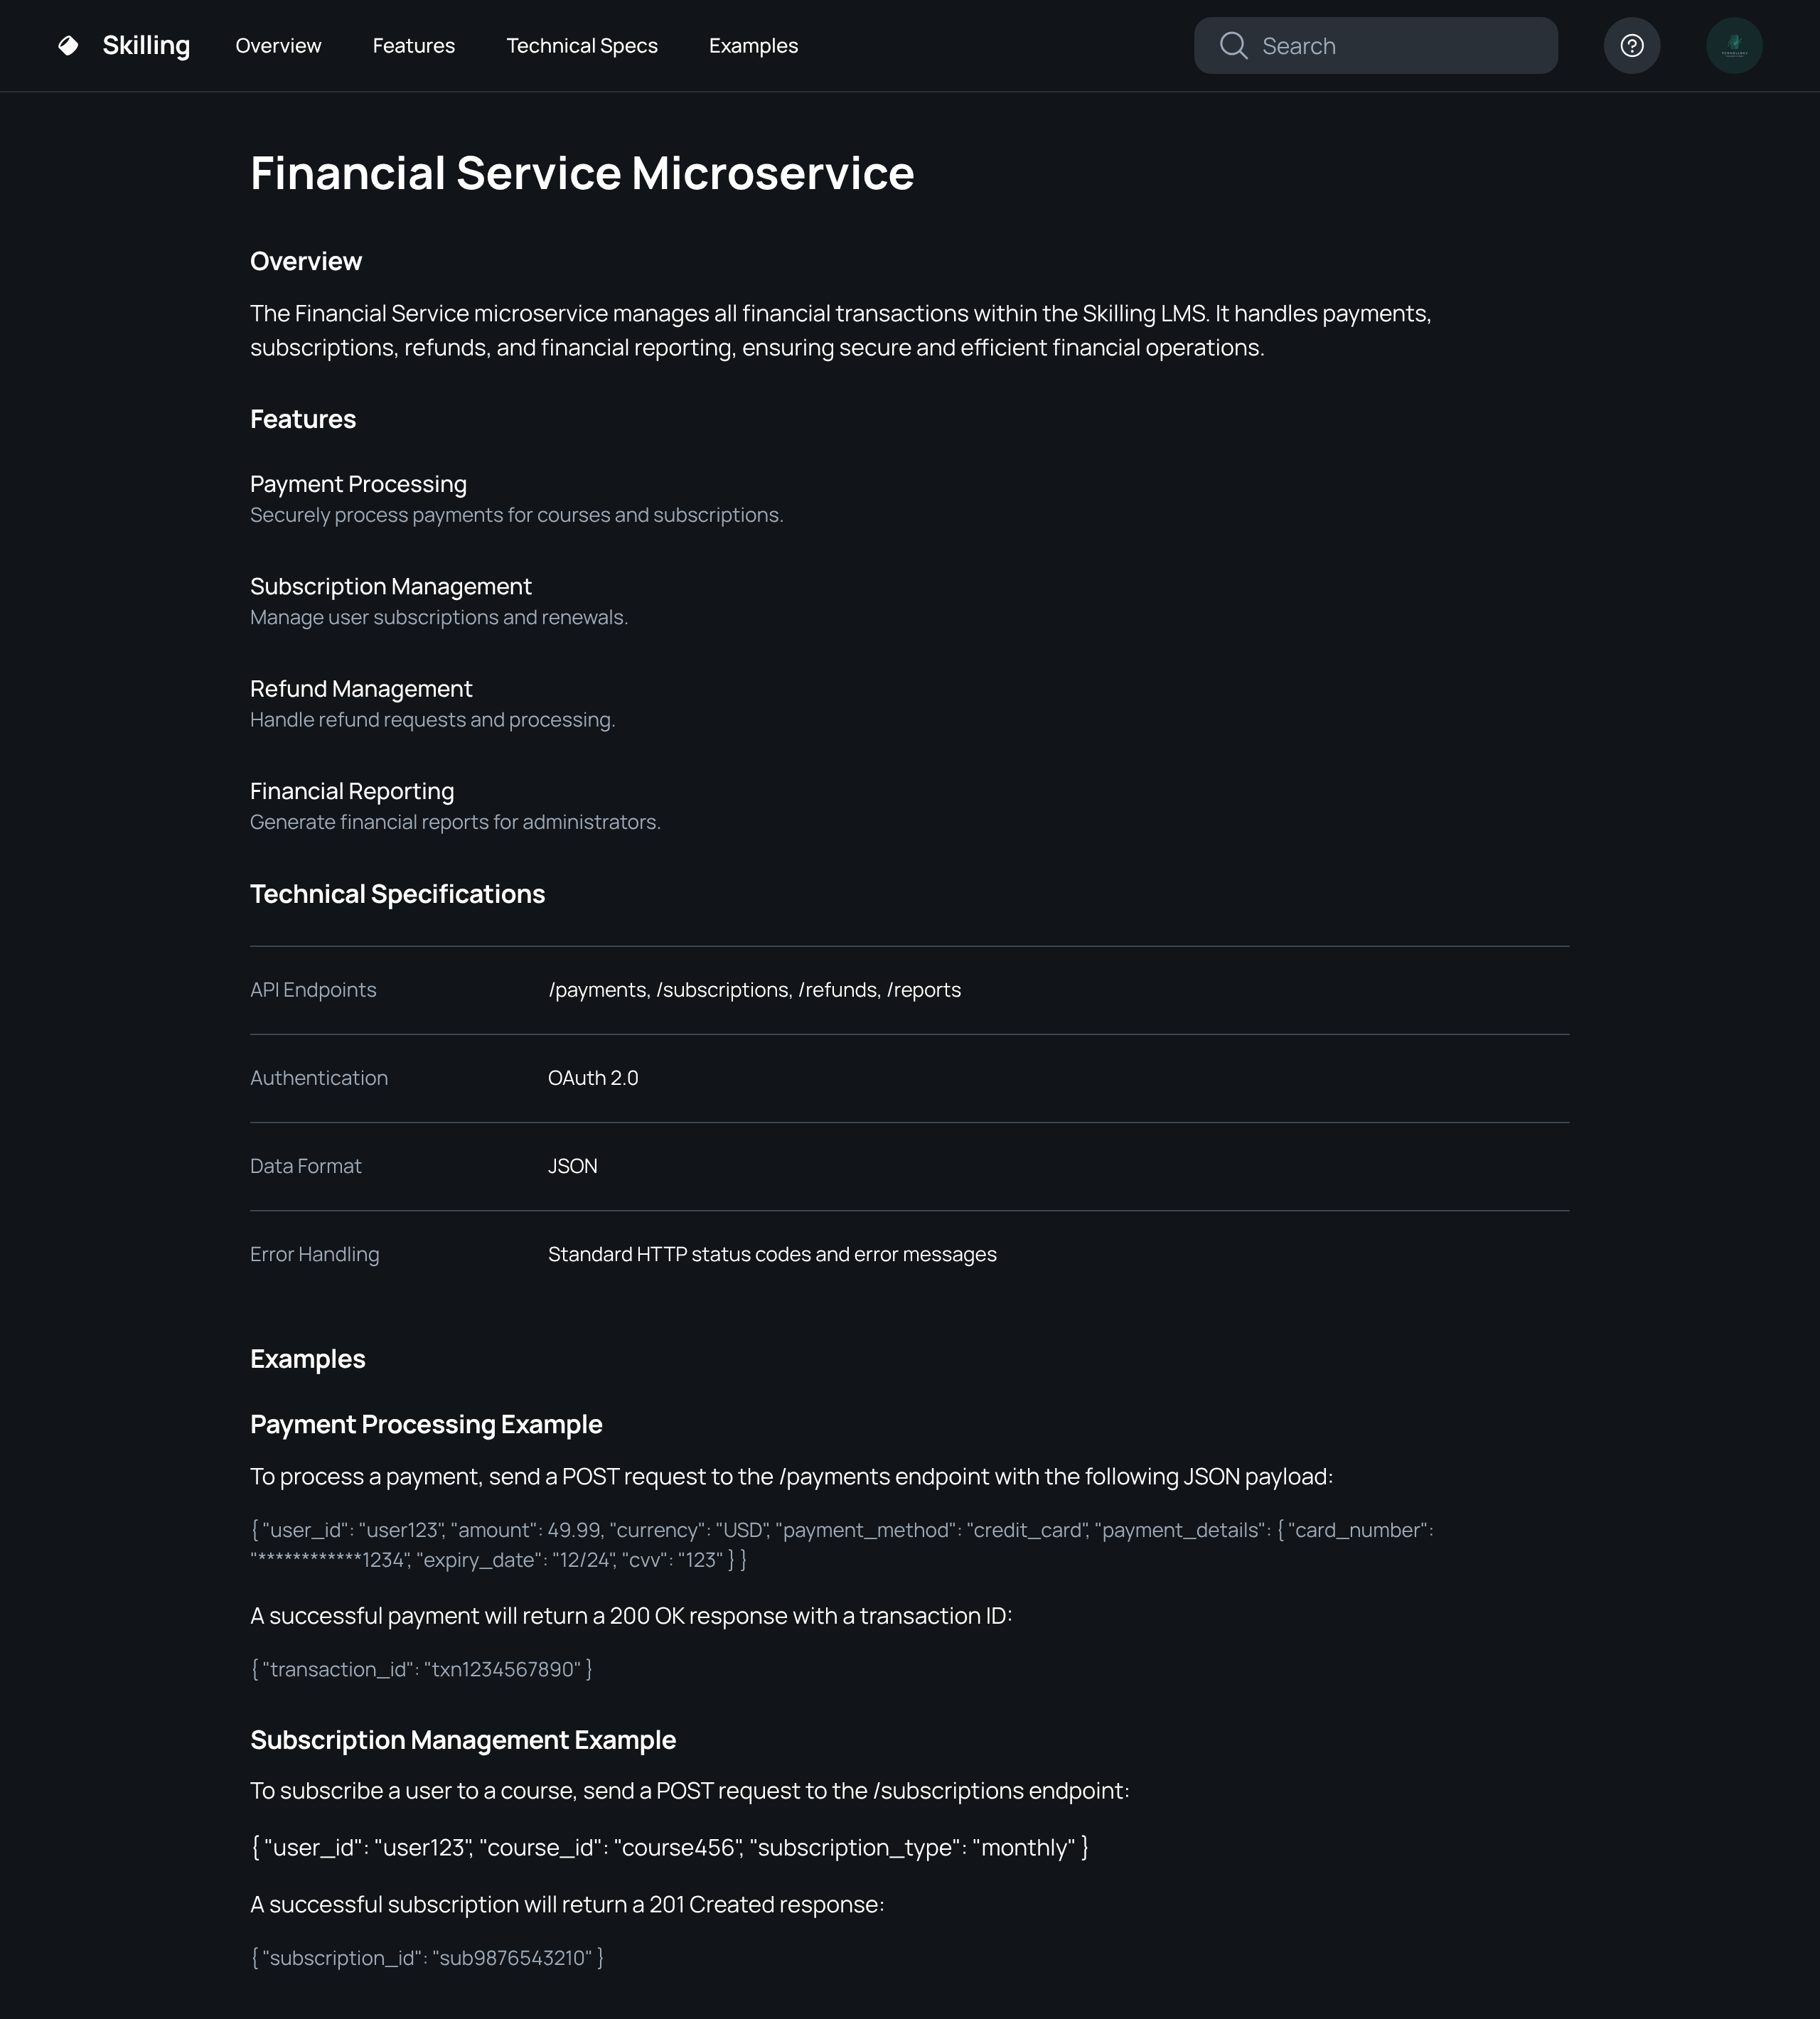 Skilling
Overview
Features
Technical Specs
Examples
Search
Financial Service Microservice
Overview
The Financial Service microservice manages all financial transactions within the Skilling LMS. It handles payments,
subscriptions, refunds, and financial reporting, ensuring secure and efficient financial operations.
Features
Payment Processing
Securely process payments for courses and subscriptions.
Subscription Management
Manage user subscriptions and renewals.
Refund Management
Handle refund requests and processing.
Financial Reporting
Generate financial reports for administrators.
Technical Specifications
API Endpoints
/payments, /subscriptions, /refunds, /reports
Authentication
OAuth 2.0
Data Format
JSON
Error Handling
Standard HTTP status codes and error messages
Examples
Payment Processing Example
To process a payment, send a POST request to the /payments endpoint with the following JSON payload:
{ "user_id": "user123", "amount": 49.99, "currency": "USD", "payment_method": "credit_card", "payment_details": { "card_number":
"************1234", "expiry_date": "12/24", "cvv": "123" } }
A successful payment will return a 200 OK response with a transaction ID:
{ "transaction_id": "txn1234567890" }
Subscription Management Example
To subscribe a user to a course, send a POST request to the /subscriptions endpoint:
{ "user_id": "user123", "course_id": "course456", "subscription_type": "monthly" }
A successful subscription will return a 201 Created response:
{ "subscription_id": "sub9876543210" }